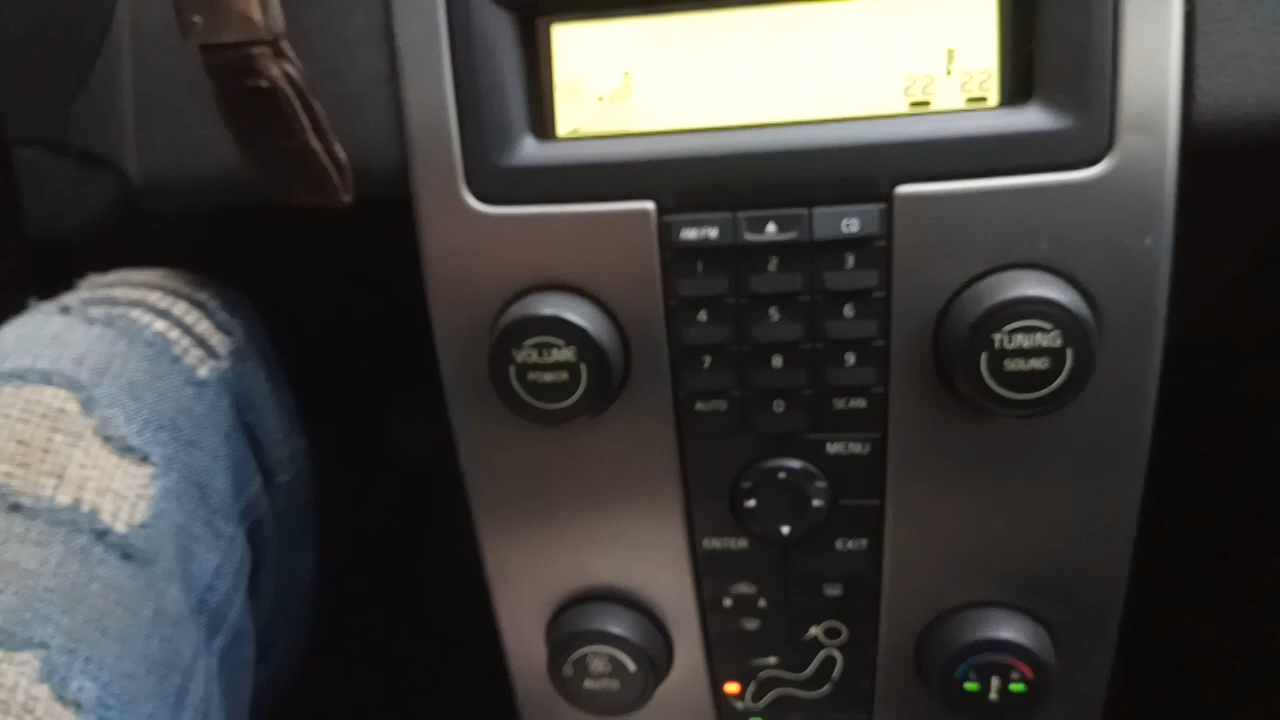 22 22
AM/FM CD
1 2 3
4 5 6
VOLUME
POWER
TUNING
SOUND
7 8 9
AUTO 0 SCAN
MENU
ENTER EXIT
AUTO
L R